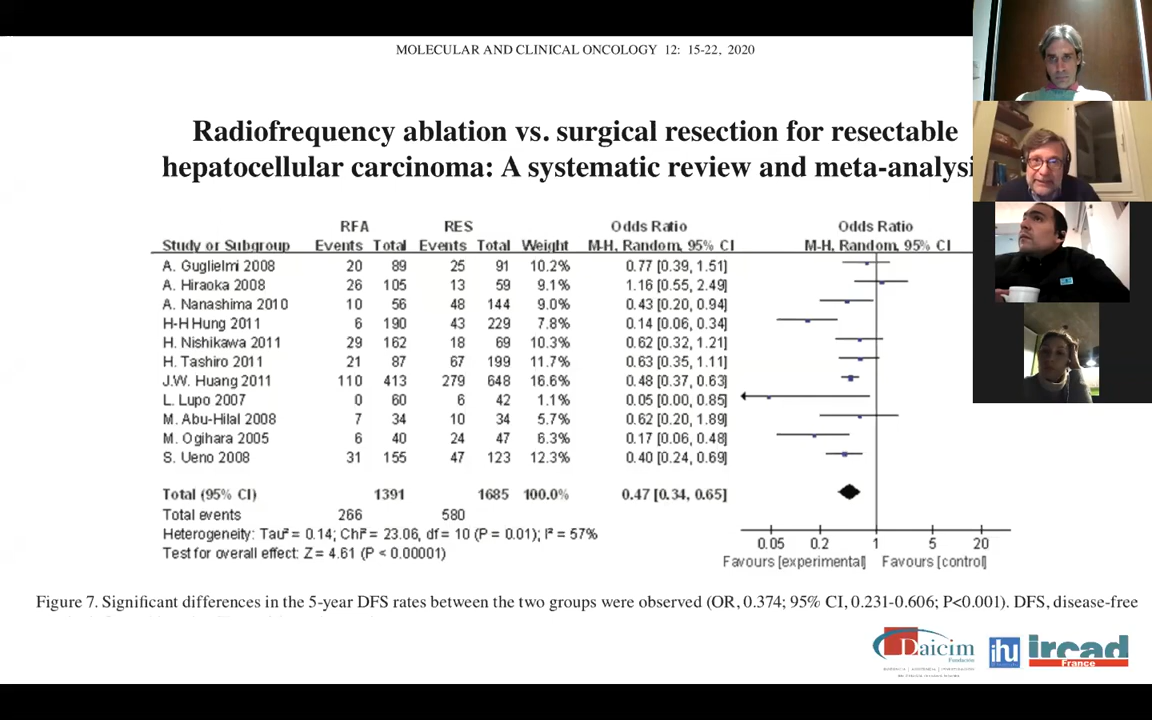 MOLECULAR AND CLINICAL ONCOLOGY 12: 15-22, 2020
Radiofrequency ablation vs. surgical resection for resectable
hepatocellular carcinoma: A systematic review and meta-analysi
RFA RES Odds Ratio Odds Ratio
Study or Subgroup Events Total Events Total Weight M-H, Random, 95% CI M-H, Random, 95% CI
A. Guglielmi 2008 20 89 25 91 10.2% 0.77 [0.39, 1.51]
A. Hiraoka 2008 26 105 13 59 9.1% 1.16 [0.55, 2.49]
A. Nanashima 2010 10 56 48 144 9.0% 0.43 [0.20, 0.94]
H-H Hung 2011 6 190 43 229 7.8% 0.14 [0.06, 0.34]
H. Nishikawa 2011 29 162 18 69 10.3% 0.62 [0.32, 1.21]
H. Tashiro 2011 21 87 67 199 11.7% 0.63 [0.35, 1.11]
J.W. Huang 2011 110 413 279 648 16.6% 0.48 [0.37, 0.63]
L. Lupo 2007 0 60 6 42 1.1% 0.05 [0.00, 0.85]
M. Abu-Hilal 2008 7 34 10 34 5.7% 0.62 [0.20, 1.89]
M. Ogihara 2005 6 40 24 47 6.3% 0.17 [0.06, 0.48]
S. Ueno 2008 31 155 47 123 12.3% 0.40 [0.24, 0.69]
Total (95% CI) 1391 1685 100.0% 0.47 [0.34, 0.65]
Total events 266 580
Heterogeneity: Tau² = 0.14; Chi² = 23.06, df = 10 (P = 0.01); I² = 57%
Test for overall effect: Z = 4.61 (P < 0.00001)
0.05 0.2 1 5 20
Favours [experimental] Favours [control]
Figure 7. Significant differences in the 5-year DFS rates between the two groups were observed (OR, 0.374; 95% CI, 0.231-0.606; P<0.001). DFS, disease-free
Daicim
Fundación
ihu
ircad
France